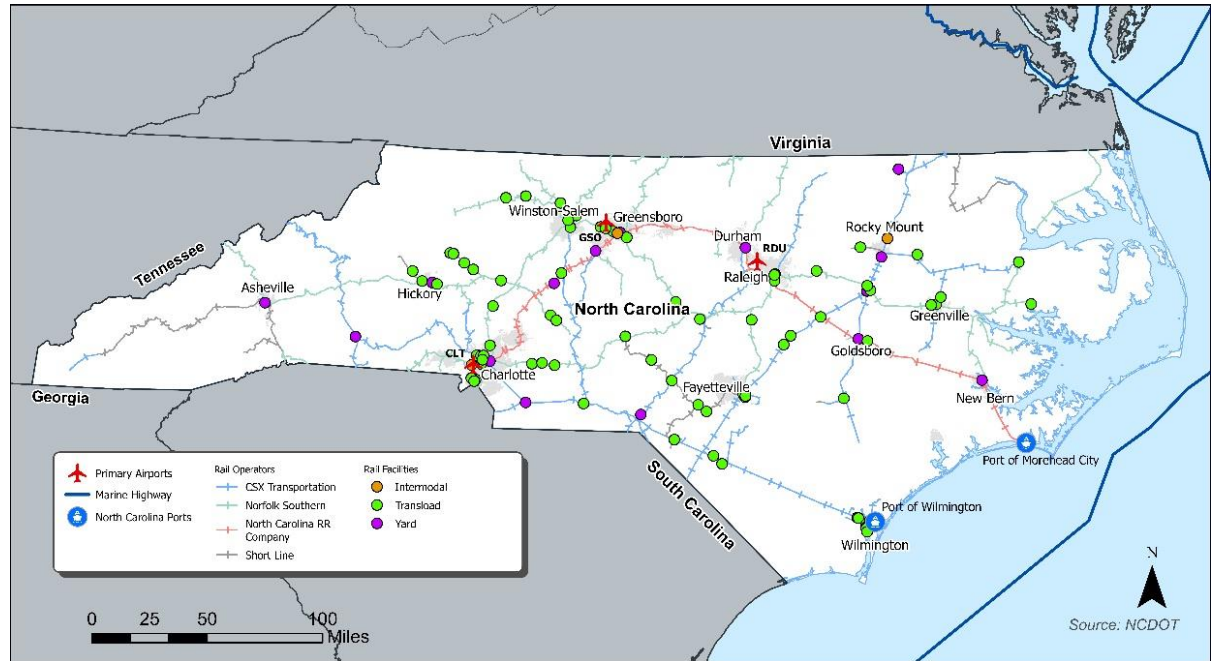 Virginia
Winston-Salem
Greensboro
GSO
Durham
RDU
Rocky Mount
Raleigh
Tennessee
Asheville
Hickory
North Carolina
Greenville
Goldsboro
CLT
Charlotte
Fayetteville
New Bern
Georgia
South Carolina
Port of Morehead City
Port of Wilmington
Wilmington
Primary Airports
Marine Highway
North Carolina Ports
Rail Operators
CSX Transportation
Norfolk Southern
North Carolina RR
Company
Short Line
Rail Facilities
Intermodal
Transload
Yard
N
0 25 50 100
Miles
Source: NCDOT